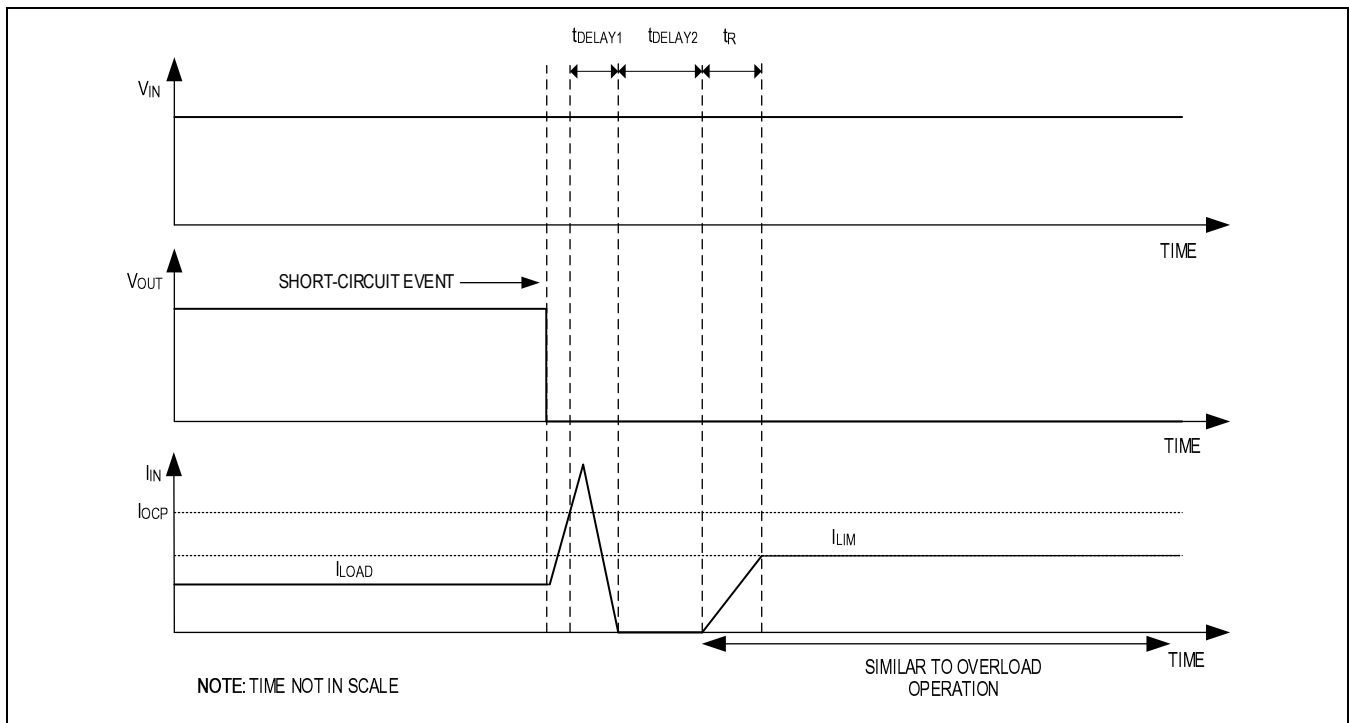 tDELAY1 tDELAY2 tR
VIN
TIME
VOUT
SHORT-CIRCUIT EVENT
TIME
IIN
IOCP
ILIM
ILOAD
TIME
SIMILAR TO OVERLOAD
OPERATION
NOTE: TIME NOT IN SCALE